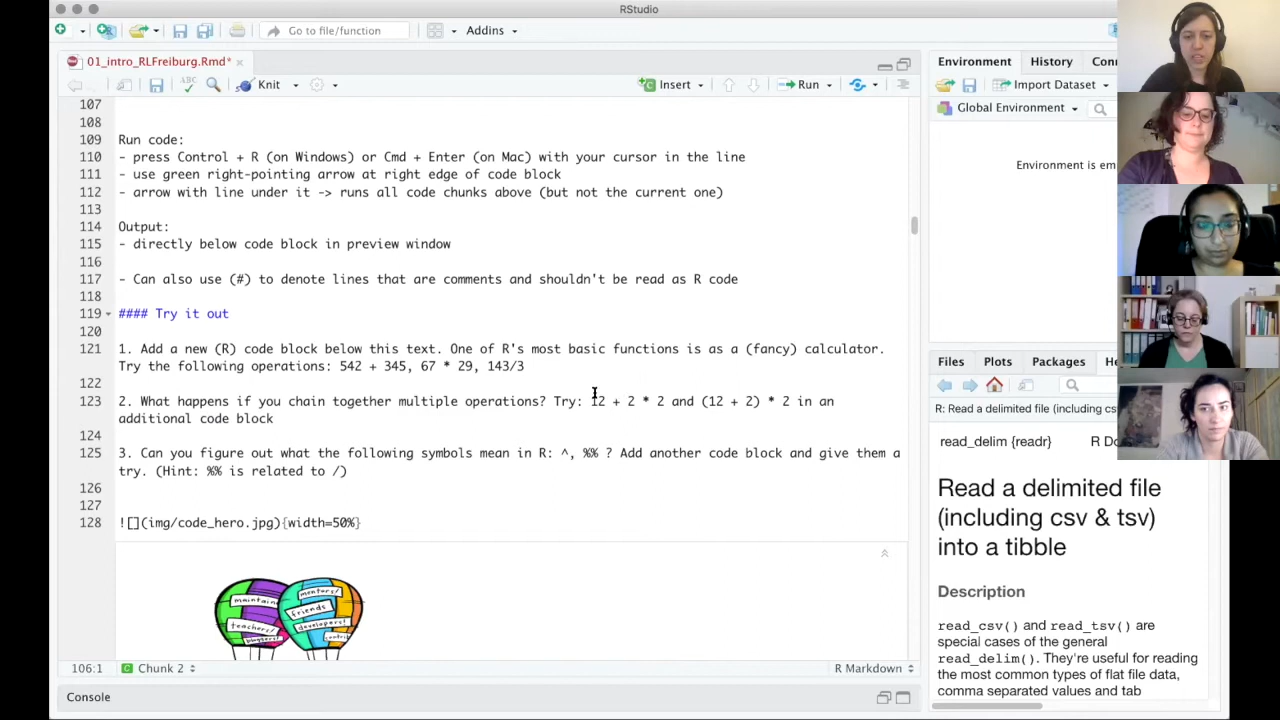 RStudio
Go to file/function
Addins
01_intro_RLFreiburg.Rmd*
ABC
Knit
Insert
Run
107
108
109 Run code:
110 - press Control + R (on Windows) or Cmd + Enter (on Mac) with your cursor in the line
111 - use green right-pointing arrow at right edge of code block
112 - arrow with line under it -> runs all code chunks above (but not the current one)
113
114 Output:
115 - directly below code block in preview window
116
117 - Can also use (#) to denote lines that are comments and shouldn't be read as R code
118
119 #### Try it out
120
121 1. Add a new (R) code block below this text. One of R's most basic functions is as a (fancy) calculator.
Try the following operations: 542 + 345, 67 * 29, 143/3
122
123 2. What happens if you chain together multiple operations? Try: 12 + 2 * 2 and (12 + 2) * 2 in an
additional code block
124
125 3. Can you figure out what the following symbols mean in R: ^, %% ? Add another code block and give them a
try. (Hint: %% is related to /)
126
127
128 ![](img/code_hero.jpg){width=50%}
maintain
teachers/
bloggers!
mentors/
friends
developers!
106:1
Chunk 2
R Markdown
Console
Environment
History
Con
Import Dataset
Global Environment
Environment is em
Files
Plots
Packages
He
R: Read a delimited file (including csv
read_delim {readr}
R Do
Read a delimited file
(including csv & tsv)
into a tibble
Description
read_csv() and read_tsv() are
special cases of the general
read_delim(). They're useful for reading
the most common types of flat file data,
comma separated values and tab